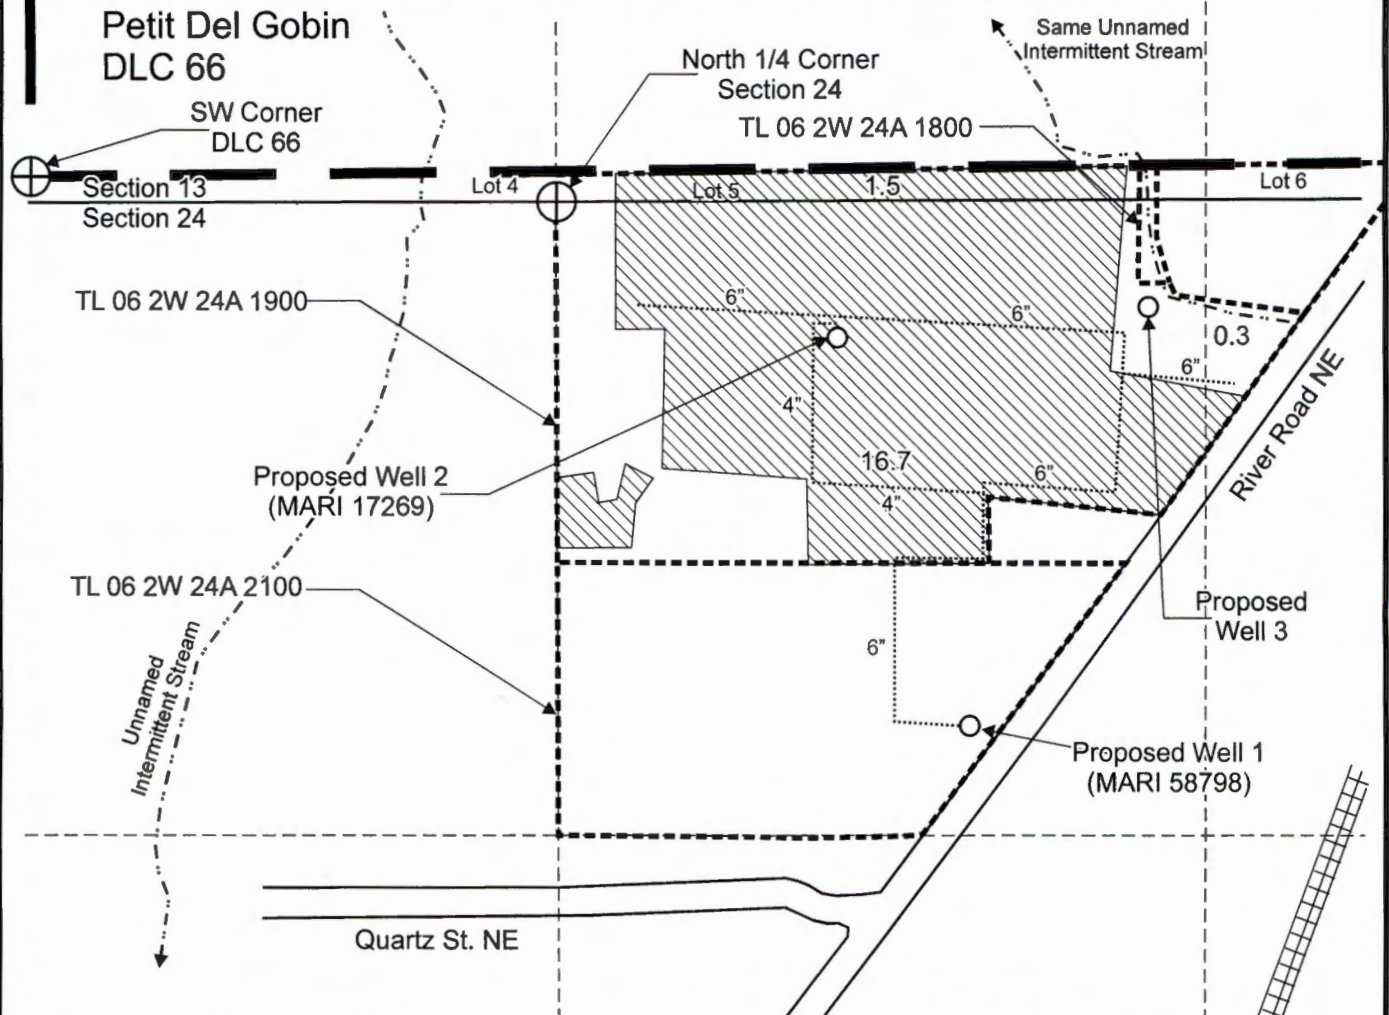 Petit Del Gobin
DLC 66
Same Unnamed
Intermittent Stream
North 1/4 Corner
Section 24
SW Corner
DLC 66
TL 06 2W 24A 1800
Section 13
Lot 4
Lot 5
1.5
Lot 6
Section 24
TL 06 2W 24A 1900
6"
6"
0.3
6"
4"
River Road NE
16.7
Proposed Well 2
(MARI 17269)
6"
4"
TL 06 2W 24A 2100
Proposed
Well 3
Unnamed
Intermittent Stream
6"
Proposed Well 1
(MARI 58798)
Quartz St. NE